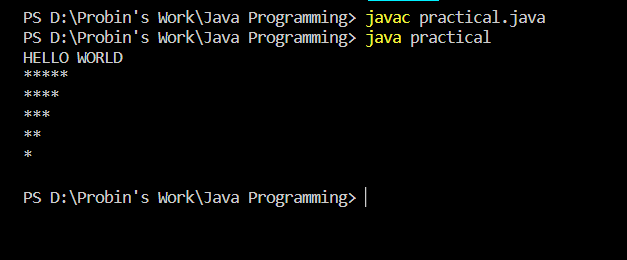 PS D:\Probin's Work\Java Programming> javac practical.java
PS D:\Probin's Work\Java Programming> java practical
HELLO WORLD
*****
****
***
**
*
PS D:\Probin's Work\Java Programming>